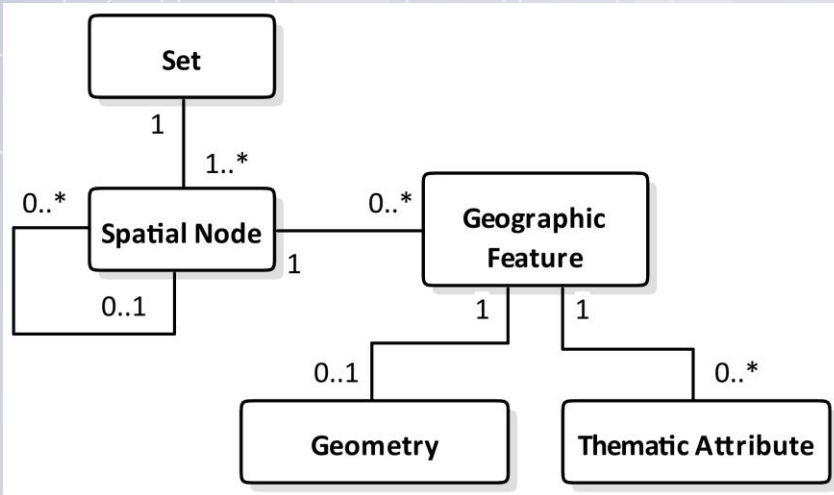 Set
1
1..*
0..*
Spatial Node
0..*
Geographic
Feature
1
0..1
1
1
0..1
0..*
Geometry
Thematic Attribute